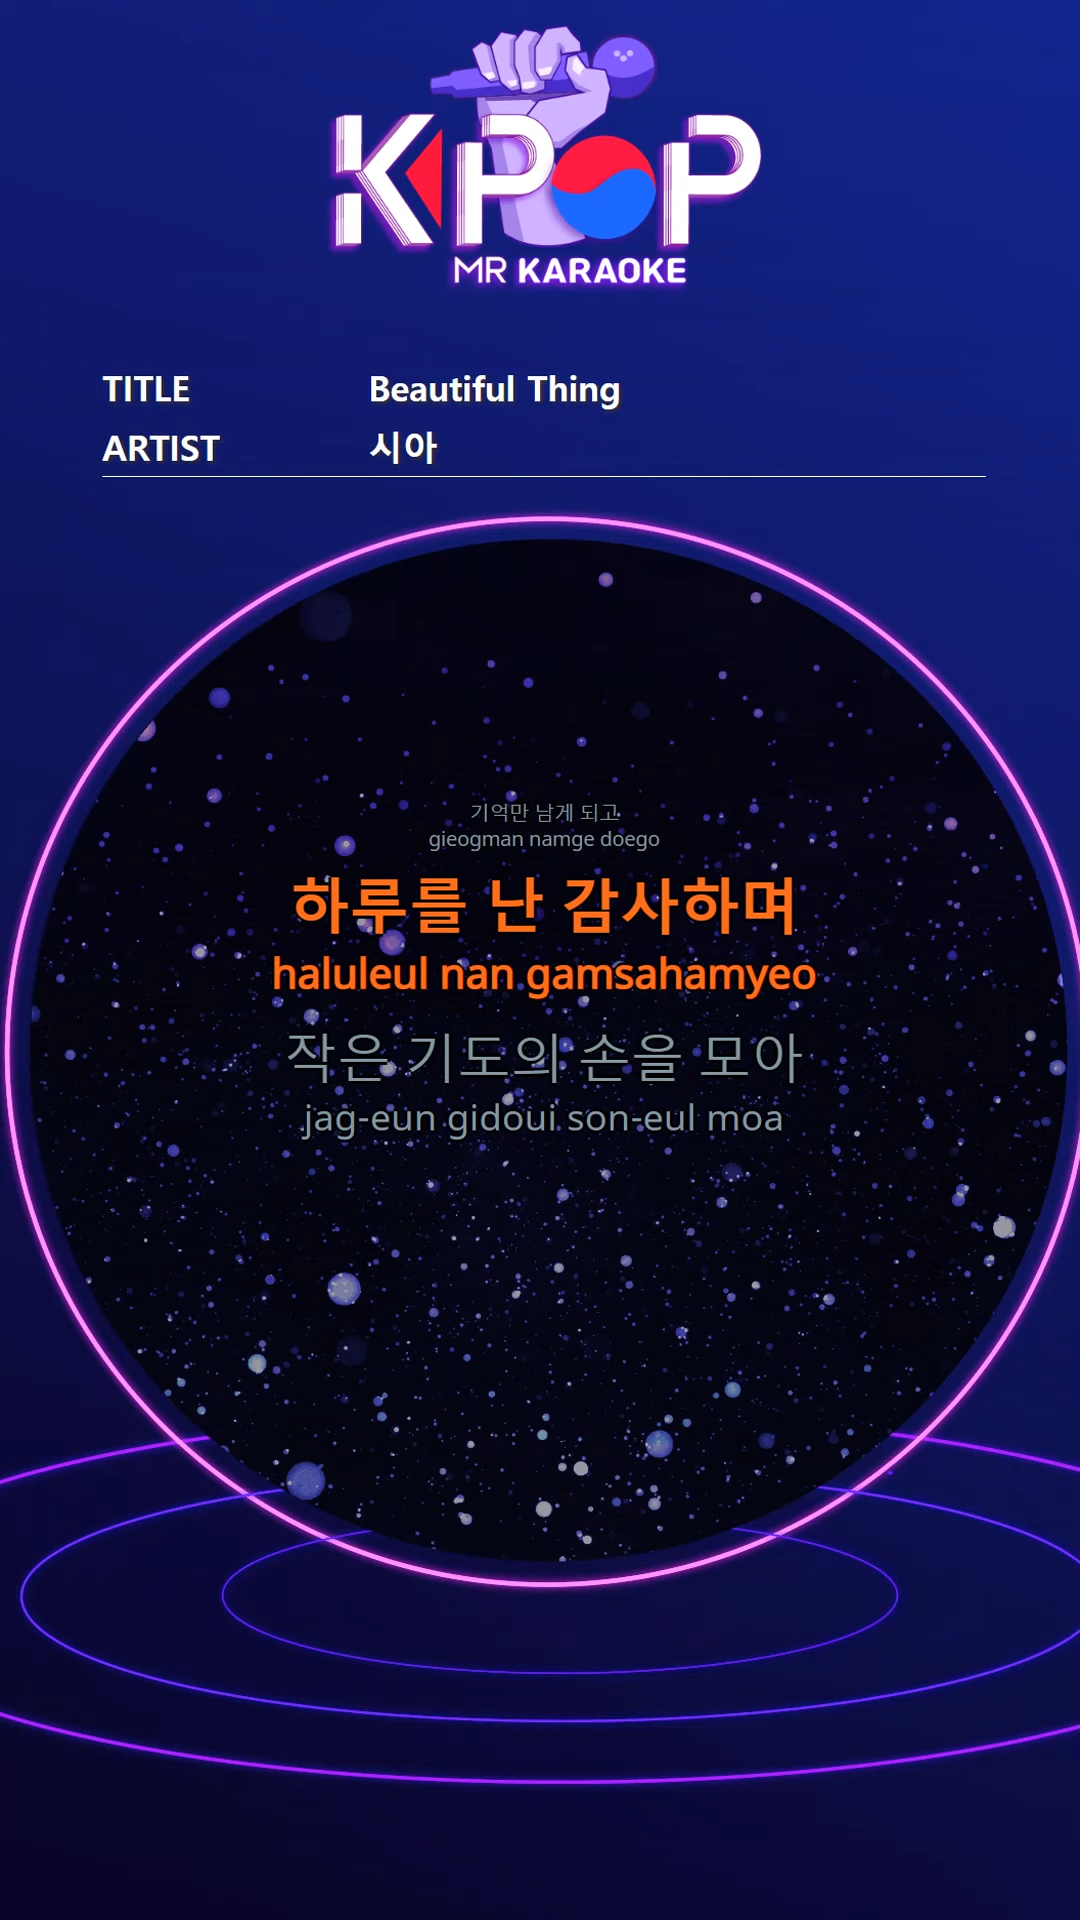 KPOP
MR KARAOKE
TITLE Beautiful Thing
ARTIST 시아
기억만 남게 되고
gieogman namge doego
하루를 난 감사하며
haluleul nan gamsahamyeo
작은 기도의 손을 모아
jag-eun gidoui son-eul moa